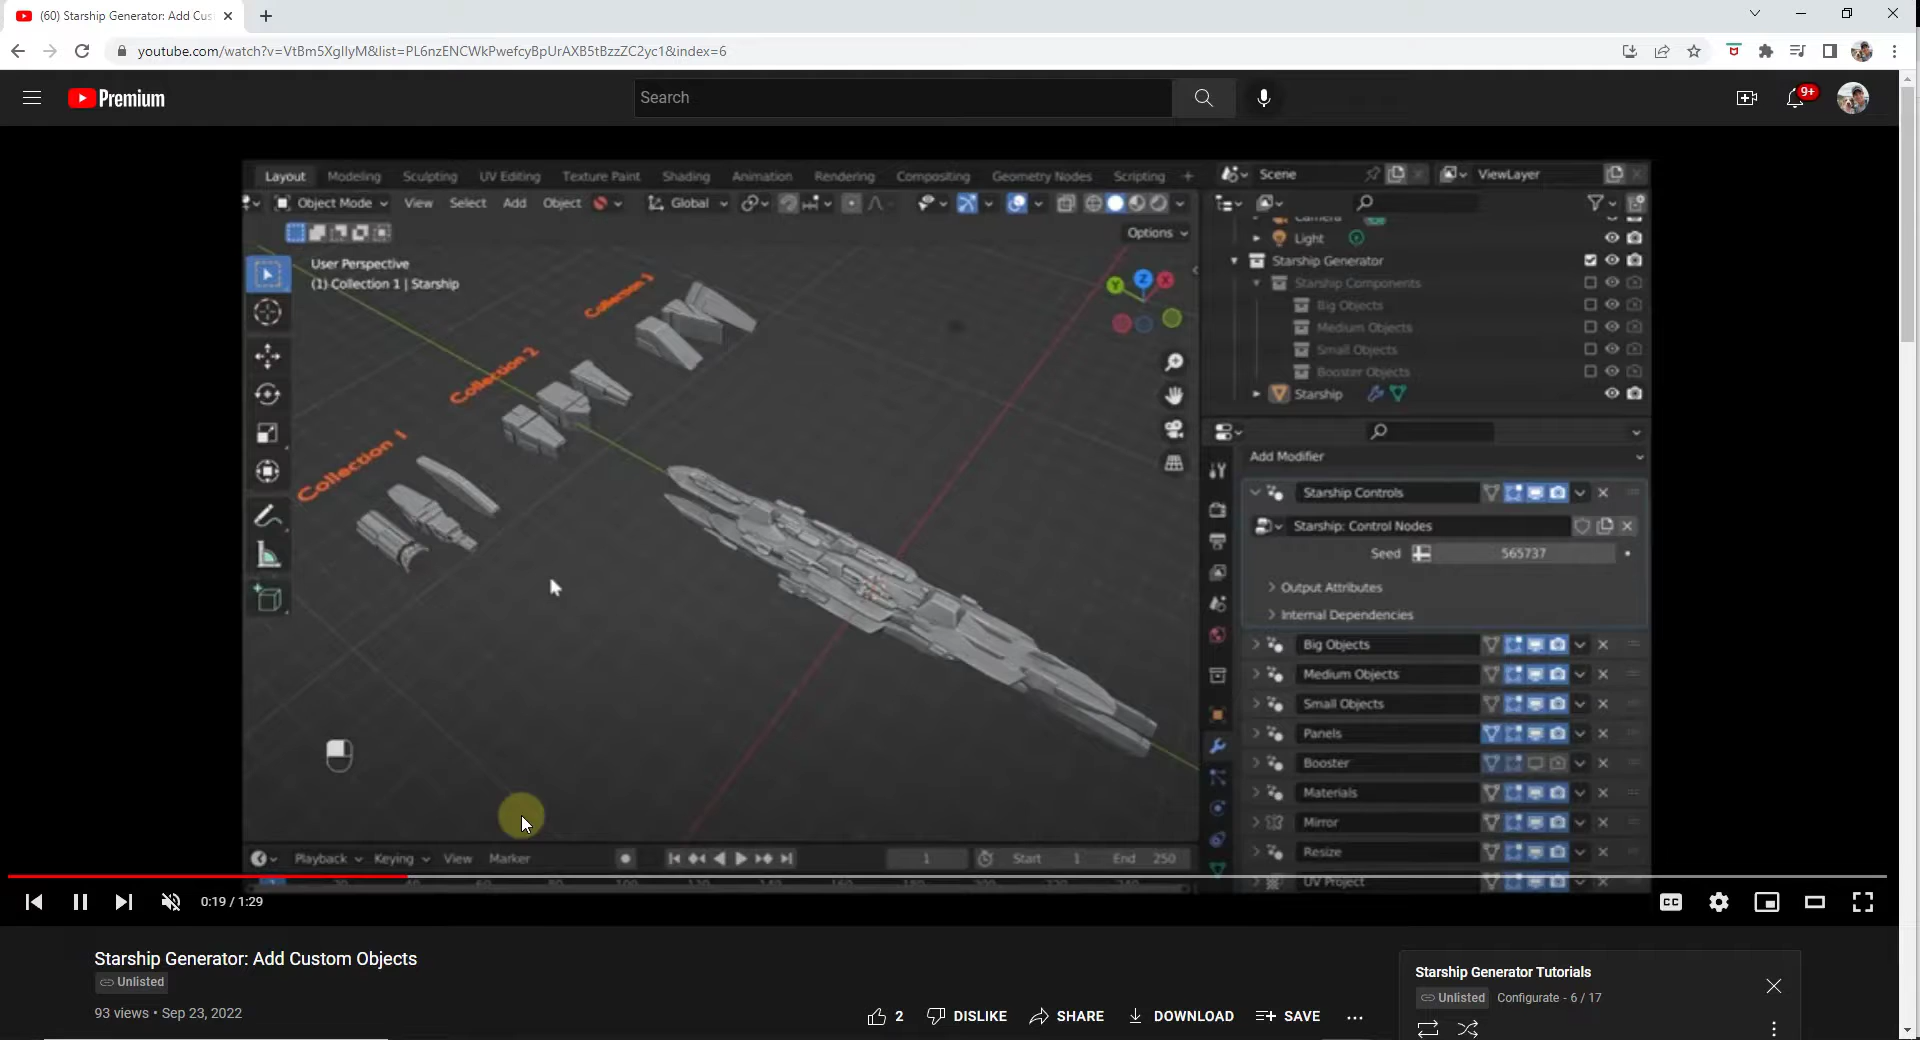 (60) Starship Generator: Add Cus
youtube.com/watch?v=VtBm5XgIlyM&list=PL6nzENCWkPwefcyBpUrAXB5tBzzZC2yc1&index=6
Premium
Search
9+
Layout Modeling Sculpting UV Editing Texture Paint Shading Animation Rendering Compositing Geometry Nodes Scripting +
Scene
ViewLayer
Object Mode View Select Add Object Global
Options
User Perspective
(1) Collection 1 | Starship
Collection 1
Collection 2
Collection 1
Z
Y
X
Camera
Light
Starship Generator
Starship Components
Big Objects
Medium Objects
Small Objects
Booster Objects
Starship
Add Modifier
Starship Controls
Starship: Control Nodes
Seed 565737
Output Attributes
Internal Dependencies
Big Objects
Medium Objects
Small Objects
Panels
Booster
Materials
Mirror
Resize
UV Project
Playback Keying View Marker
1 Start 1 End 250
0:19 / 1:29
CC
Starship Generator: Add Custom Objects
Unlisted
93 views • Sep 23, 2022
2 DISLIKE SHARE DOWNLOAD SAVE ...
Starship Generator Tutorials
Unlisted Configurate - 6 / 17